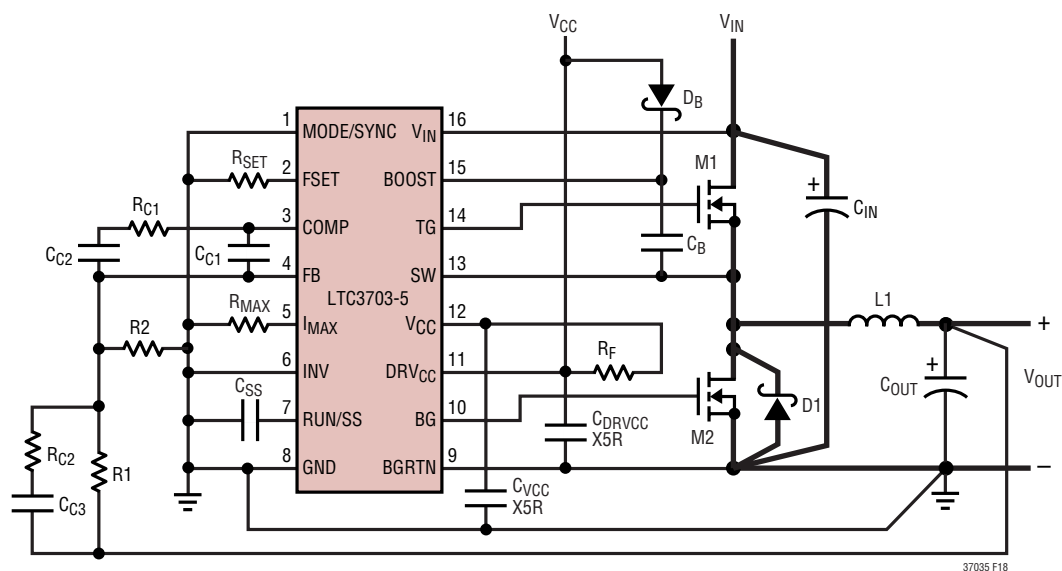 VCC
VIN
DB
1 MODE/SYNC VIN 16
RSET
2 FSET BOOST 15
M1
RC1
3 COMP TG 14
+
CIN
CC2
CC1
CB
4 FB SW 13
LTC3703-5
L1
RMAX
5 IMAX VCC 12
+
R2
RF
6 INV DRVCC 11
+
COUT
VOUT
CSS
D1
7 RUN/SS BG 10
M2
CDRVCC
X5R
RC2
R1
8 GND BGRTN 9
–
CVCC
X5R
CC3
37035 F18